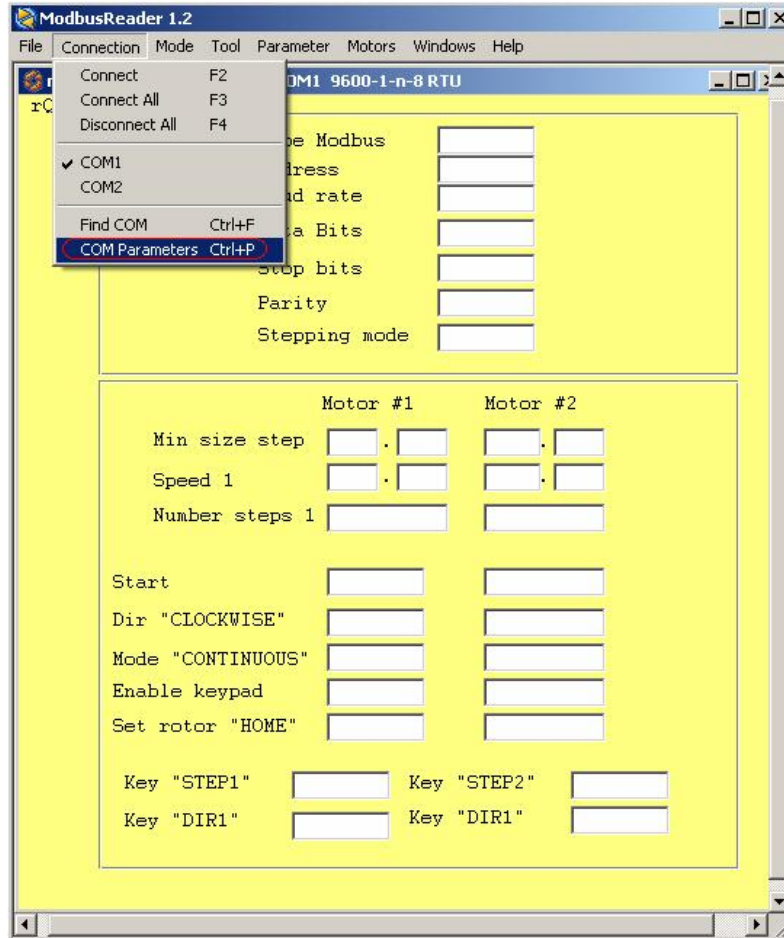 ModbusReader 1.2
File Connection Mode Tool Parameter Motors Windows Help
Connect F2
Connect All F3
Disconnect All F4
COM1
COM2
Find COM Ctrl+F
COM Parameters Ctrl+P
9600-1-n-8 RTU
Modbus
rate
Bits
Stop bits
Parity
Stepping mode
Motor #1 Motor #2
Min size step . .
Speed 1 . .
Number steps 1
Start
Dir "CLOCKWISE"
Mode "CONTINUOUS"
Enable keypad
Set rotor "HOME"
Key "STEP1" Key "STEP2"
Key "DIR1" Key "DIR1"